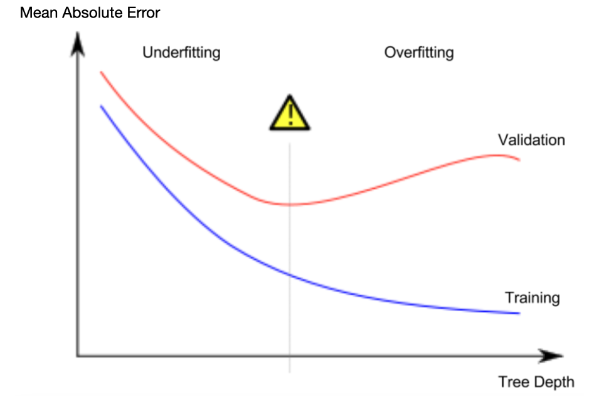 Mean Absolute Error
Underfitting
Overfitting
!
Validation
Training
Tree Depth